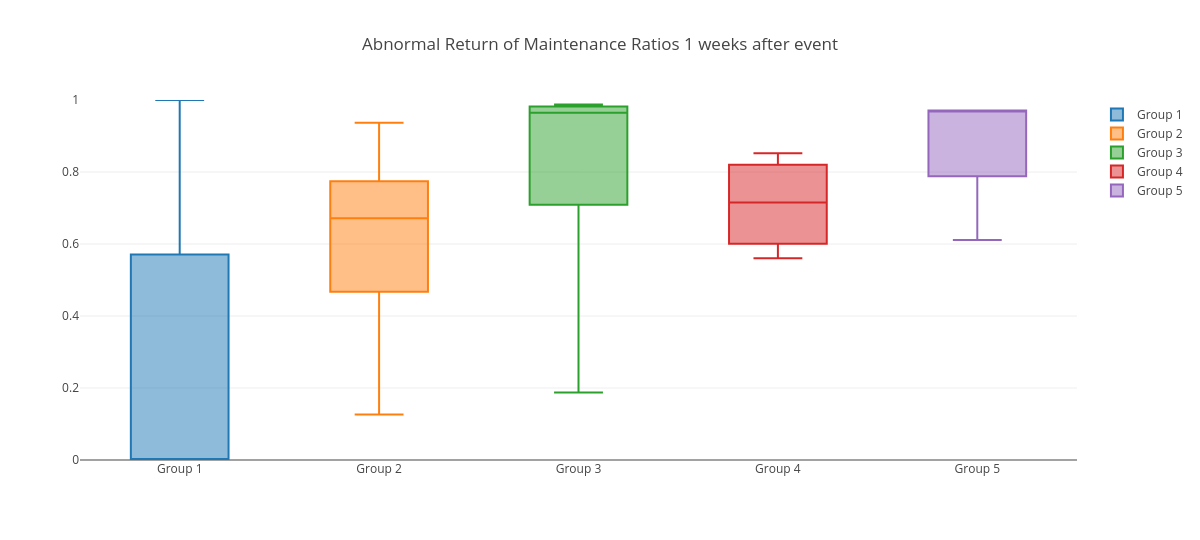 Abnormal Return of Maintenance Ratios 1 weeks after event
1
0.8
0.6
0.4
0.2
0
Group 1
Group 2
Group 3
Group 4
Group 5
Group 1
Group 2
Group 3
Group 4
Group 5